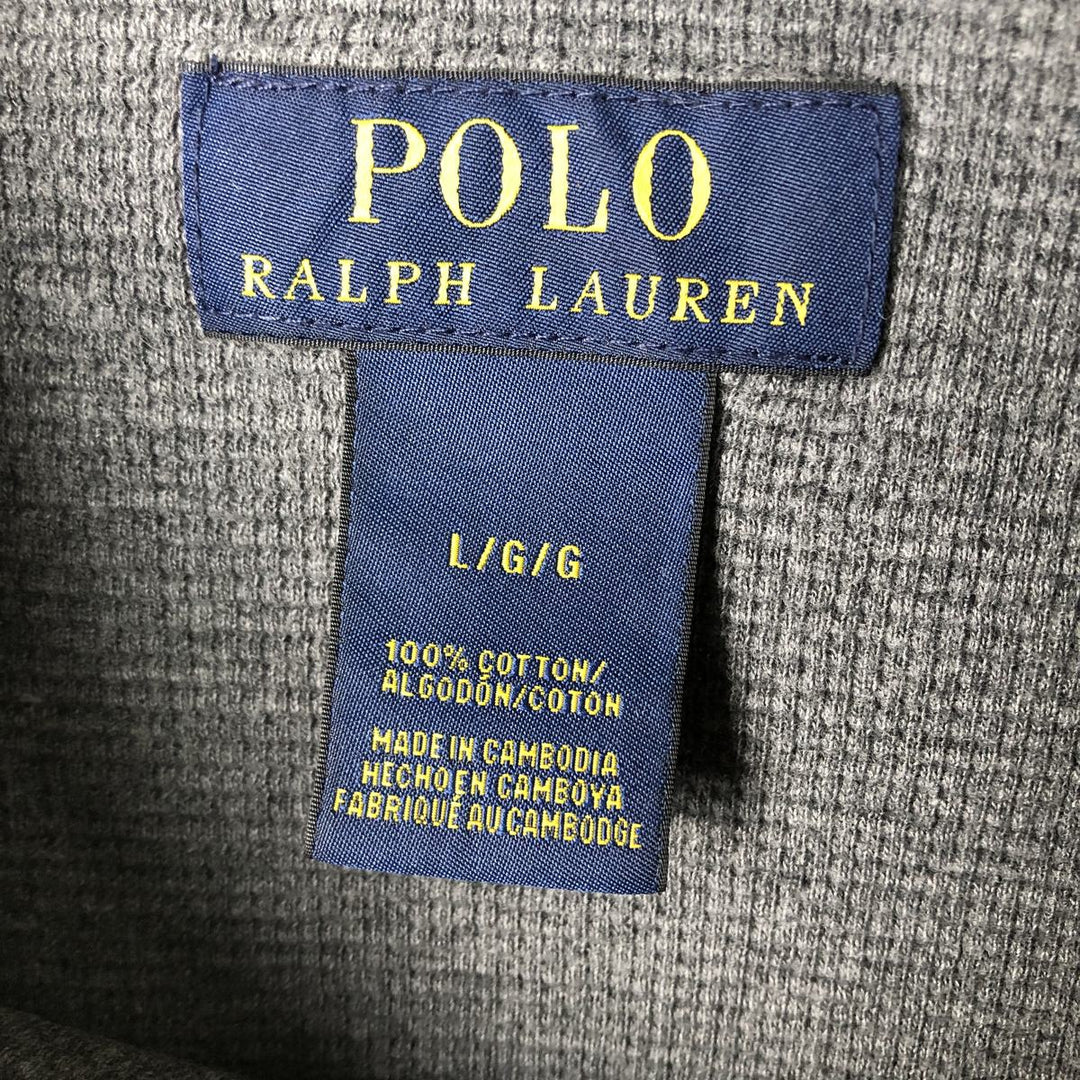 POLO
RALPH LAUREN
L/G/G
100% COTTON/
ALGODÓN/COTON
MADE IN CAMBODIA
HECHO EN CAMBOYA
FABRIQUÉ AU CAMBODGE